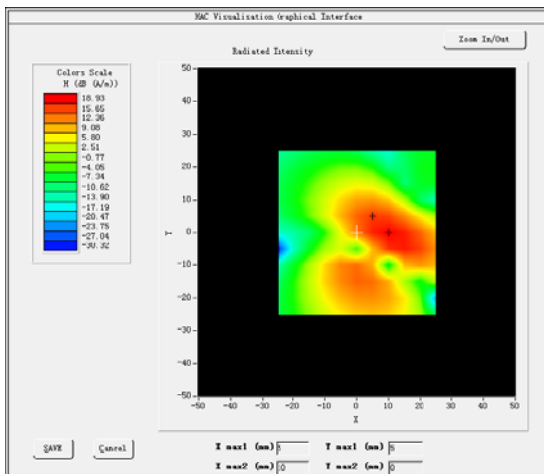 HAC Visualisation Graphical Interface
Zoom In/Out
Radiated Intensity
Colors Scale
H (dB (A/m))
18.93
15.65
12.36
9.08
5.80
2.51
-0.77
-4.05
-7.34
-10.62
-13.90
-17.19
-20.47
-23.75
-27.04
-30.32
50
40
30
20
10
0
-10
-20
-30
-40
-50
Y
-50 -40 -30 -20 -10 0 10 20 30 40 50
X
SAVE
Cancel
X max1 (mm)
Y max1 (mm) 5
X max2 (mm)
Y max2 (mm) 0